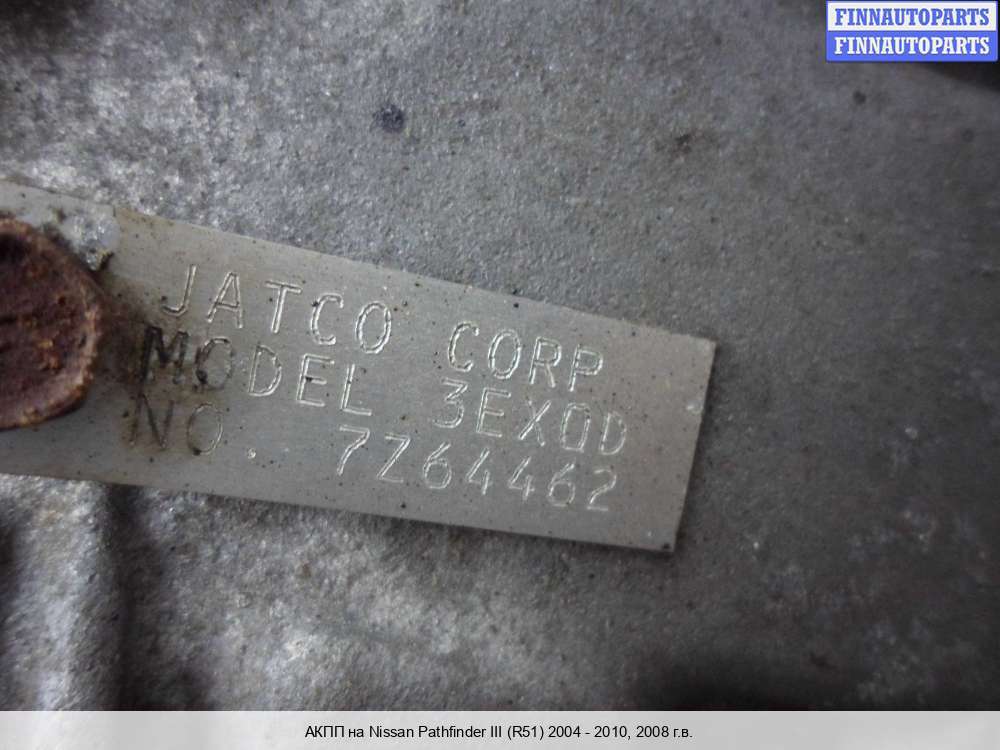 FINNAUTOPARTS
FINNAUTOPARTS
JATCO CORP
MODEL 3EX0D
NO. 7Z64462
АКПП на Nissan Pathfinder III (R51) 2004 - 2010, 2008 г.в.